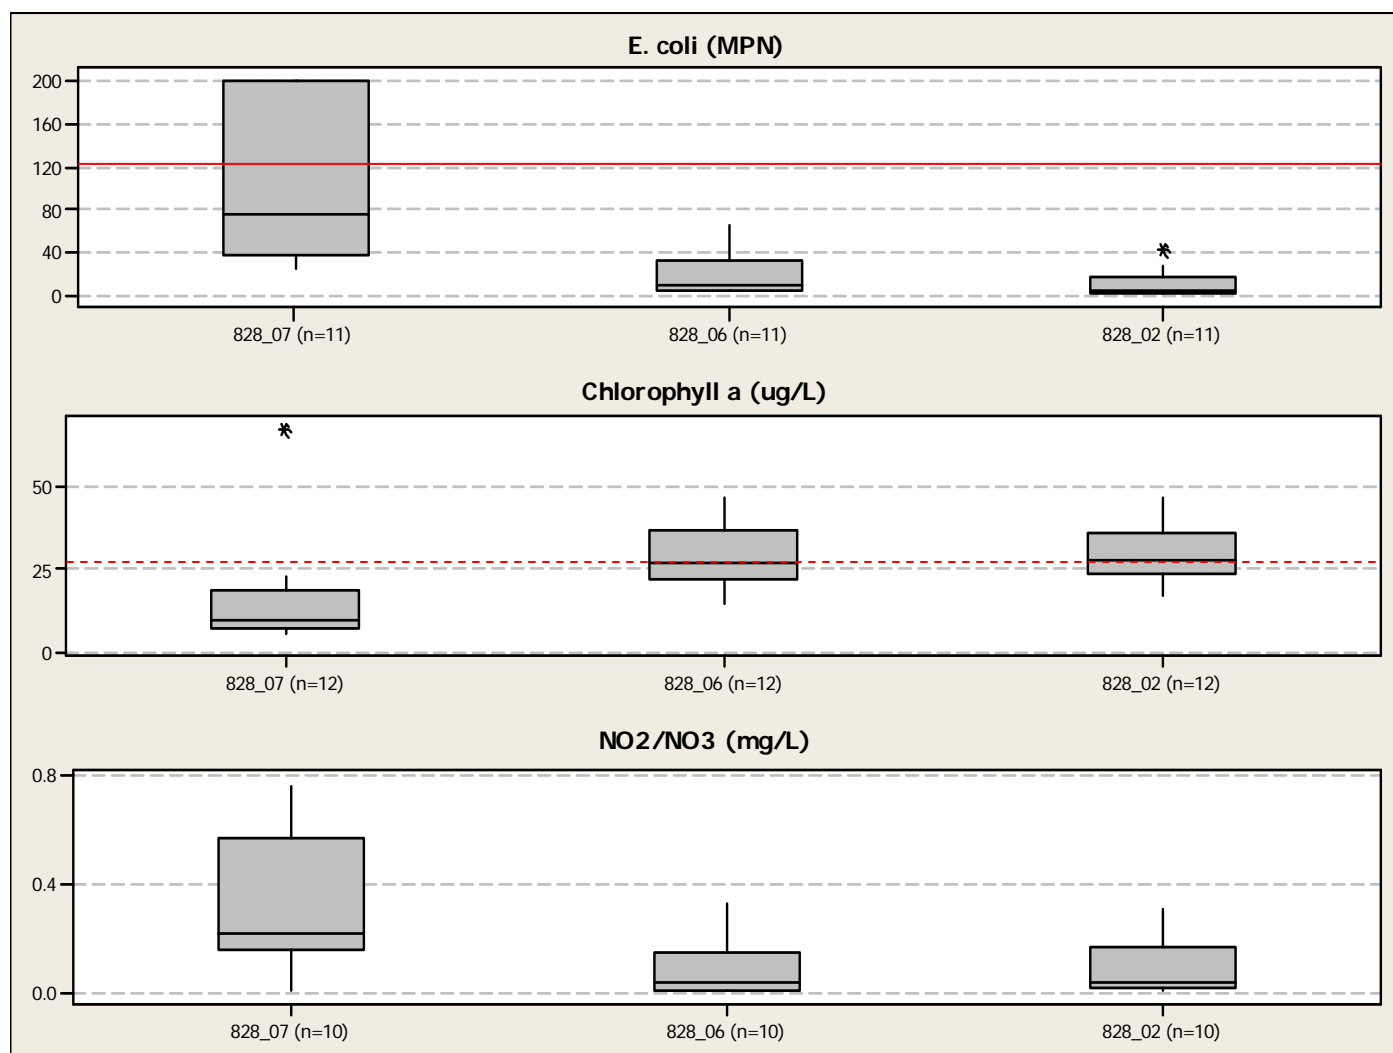 E. coli (MPN)
200
160
120
80
40
0
828_07 (n=11) 828_06 (n=11) 828_02 (n=11)
Chlorophyll a (ug/L)
50
25
0
828_07 (n=12) 828_06 (n=12) 828_02 (n=12)
NO2/NO3 (mg/L)
0.8
0.4
0.0
828_07 (n=10) 828_06 (n=10) 828_02 (n=10)